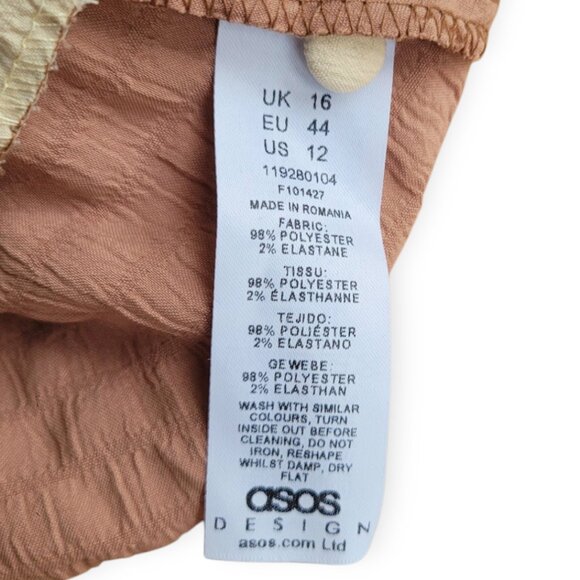 UK 16
EU 44
US 12
119280104
F101427
MADE IN ROMANIA
FABRIC:
98% POLYESTER
2% ELASTANE
TISSU:
98% POLYESTER
2% ÉLASTHANNE
TEJIDO:
98% POLIÉSTER
2% ELASTANO
GEWEBE:
98% POLYESTER
2% ELASTHAN
WASH WITH SIMILAR
COLOURS, TURN
INSIDE OUT BEFORE
CLEANING, DO NOT
IRON, RESHAPE
WHILST DAMP, DRY
FLAT
asos
DESIGN
asos.com Ltd